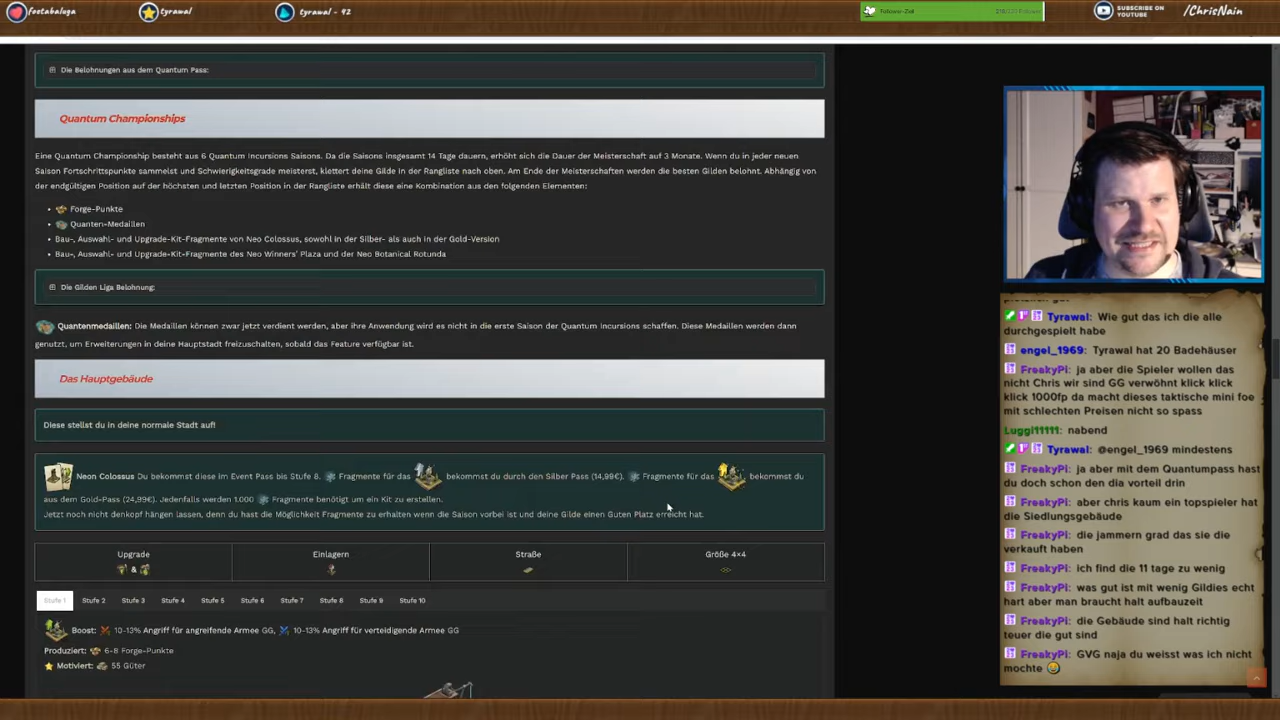 footabaluga
tyrawal
tyrawal - 42
SUBSCRIBE ON
YOUTUBE
/ChrisNain
Die Belohnungen aus dem Quantum Pass:
Quantum Championships
Eine Quantum Championship besteht aus 6 Quantum Incursions Saisons. Da die Saisons insgesamt 14 Tage dauern, erhöht sich die Dauer der Meisterschaft auf 3 Monate. Wenn du in jeder neuen
Saison Fortschrittspunkte sammelst und Schwierigkeitsgrade meisterst, klettert deine Gilde in der Rangliste nach oben. Am Ende der Meisterschaften werden die besten Gilden belohnt. Abhängig von
der endgültigen Position auf der höchsten und letzten Position in der Rangliste erhält diese eine Kombination aus den folgenden Elementen:
Forge-Punkte
Quanten-Medaillen
Bau-, Auswahl- und Upgrade-Kit-Fragmente von Neo Colossus, sowohl in der Silber- als auch in der Gold-Version
Bau-, Auswahl- und Upgrade-Kit-Fragmente des Neo Winners' Plaza und der Neo Botanical Rotunda
Die Gilden Liga Belohnung:
Quantenmedaillen: Die Medaillen können zwar jetzt verdient werden, aber ihre Anwendung wird es nicht in die erste Saison der Quantum Incursions schaffen. Diese Medaillen werden dann
genutzt, um Erweiterungen in deine Hauptstadt freizuschalten, sobald das Feature verfügbar ist.
Das Hauptgebäude
Diese stellst du in deine normale Stadt auf!
Neon Colossus Du bekommst diese im Event Pass bis Stufe 8. Fragmente für das bekommst du durch den Silber Pass (14,99€). Fragmente für das bekommst du
aus dem Gold-Pass (24,99€). Jedenfalls werden 1.000 Fragmente benötigt um ein Kit zu erstellen.
Jetzt noch nicht denkopf hängen lassen, denn du hast die Möglichkeit Fragmente zu erhalten wenn die Saison vorbei ist und deine Gilde einen Guten Platz erreicht hat.
Upgrade Einlagern Straße Größe 4×4
&
Stufe 1 Stufe 2 Stufe 3 Stufe 4 Stufe 5 Stufe 6 Stufe 7 Stufe 8 Stufe 9 Stufe 10
Boost: 10-13% Angriff für angreifende Armee GG, 10-13% Angriff für verteidigende Armee GG
Produziert: 6-8 Forge-Punkte
Motiviert: 55 Güter
Tyrawal: Wie gut das ich die alle
durchgespielt habe
engel_1969: Tyrawal hat 20 Badehäuser
FreakyPi: ja aber die Spieler wollen das
nicht Chris wir sind GG verwöhnt klick klick
klick 1000fp da macht dieses taktische mini foe
mit schlechten Preisen nicht so spass
Luggi11111: nabend
Tyrawal: @engel_1969 mindestens
FreakyPi: ja aber mit dem Quantumpass hast
du doch schon den dia vorteil drin
FreakyPi: aber chris kaum ein topspieler hat
die Siedlungsgebäude
FreakyPi: die jammern grad das sie die
verkauft haben
FreakyPi: ich find die 11 tage zu wenig
FreakyPi: was gut ist mit wenig Gildies echt
hart aber man braucht halt aufbauzeit
FreakyPi: die Gebäude sind halt richtig
teuer die gut sind
FreakyPi: GVG naja du weisst was ich nicht
mochte